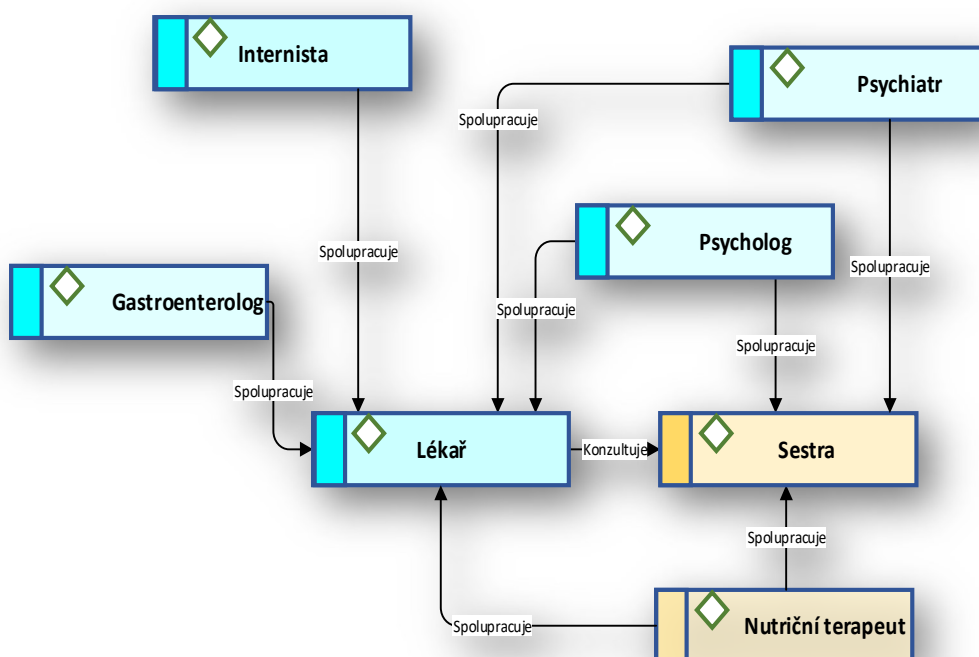 Internista
Psychiatr
Spolupracuje
Psycholog
Spolupracuje
Spolupracuje
Gastroenterolog
Spolupracuje
Spolupracuje
Spolupracuje
Lékař
Konzultuje
Sestra
Spolupracuje
Spolupracuje
Nutriční terapeut